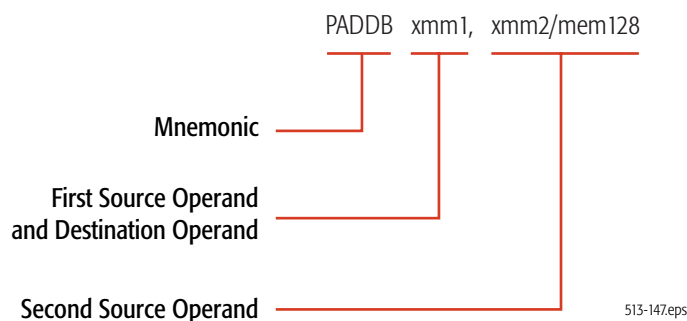 PADDB xmm1, xmm2/mem128
Mnemonic
First Source Operand
and Destination Operand
Second Source Operand
513-147.eps